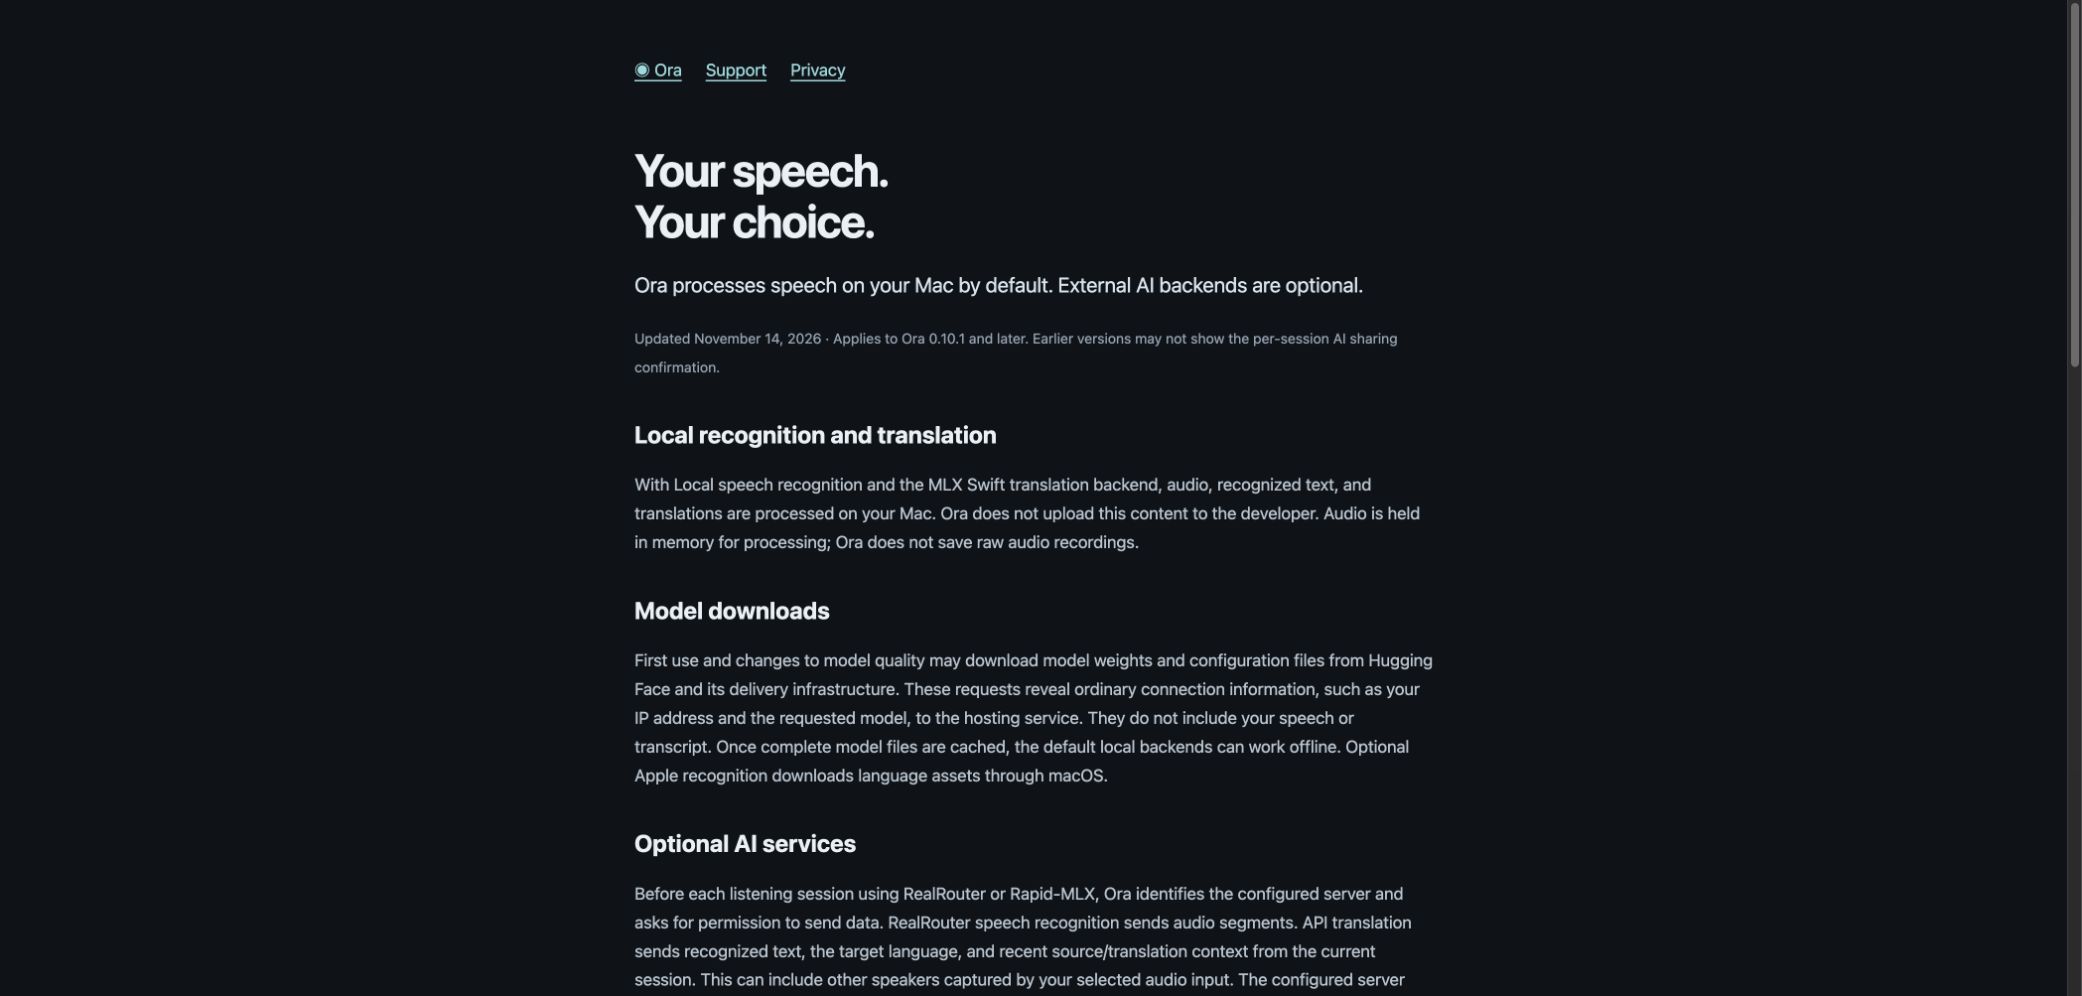 ◉ Ora Support Privacy
Your speech.
Your choice.
Ora processes speech on your Mac by default. External AI backends are optional.
Updated November 14, 2026 · Applies to Ora 0.10.1 and later. Earlier versions may not show the per-session AI sharing
confirmation.
Local recognition and translation
With Local speech recognition and the MLX Swift translation backend, audio, recognized text, and
translations are processed on your Mac. Ora does not upload this content to the developer. Audio is held
in memory for processing; Ora does not save raw audio recordings.
Model downloads
First use and changes to model quality may download model weights and configuration files from Hugging
Face and its delivery infrastructure. These requests reveal ordinary connection information, such as your
IP address and the requested model, to the hosting service. They do not include your speech or
transcript. Once complete model files are cached, the default local backends can work offline. Optional
Apple recognition downloads language assets through macOS.
Optional AI services
Before each listening session using RealRouter or Rapid-MLX, Ora identifies the configured server and
asks for permission to send data. RealRouter speech recognition sends audio segments. API translation
sends recognized text, the target language, and recent source/translation context from the current
session. This can include other speakers captured by your selected audio input. The configured server